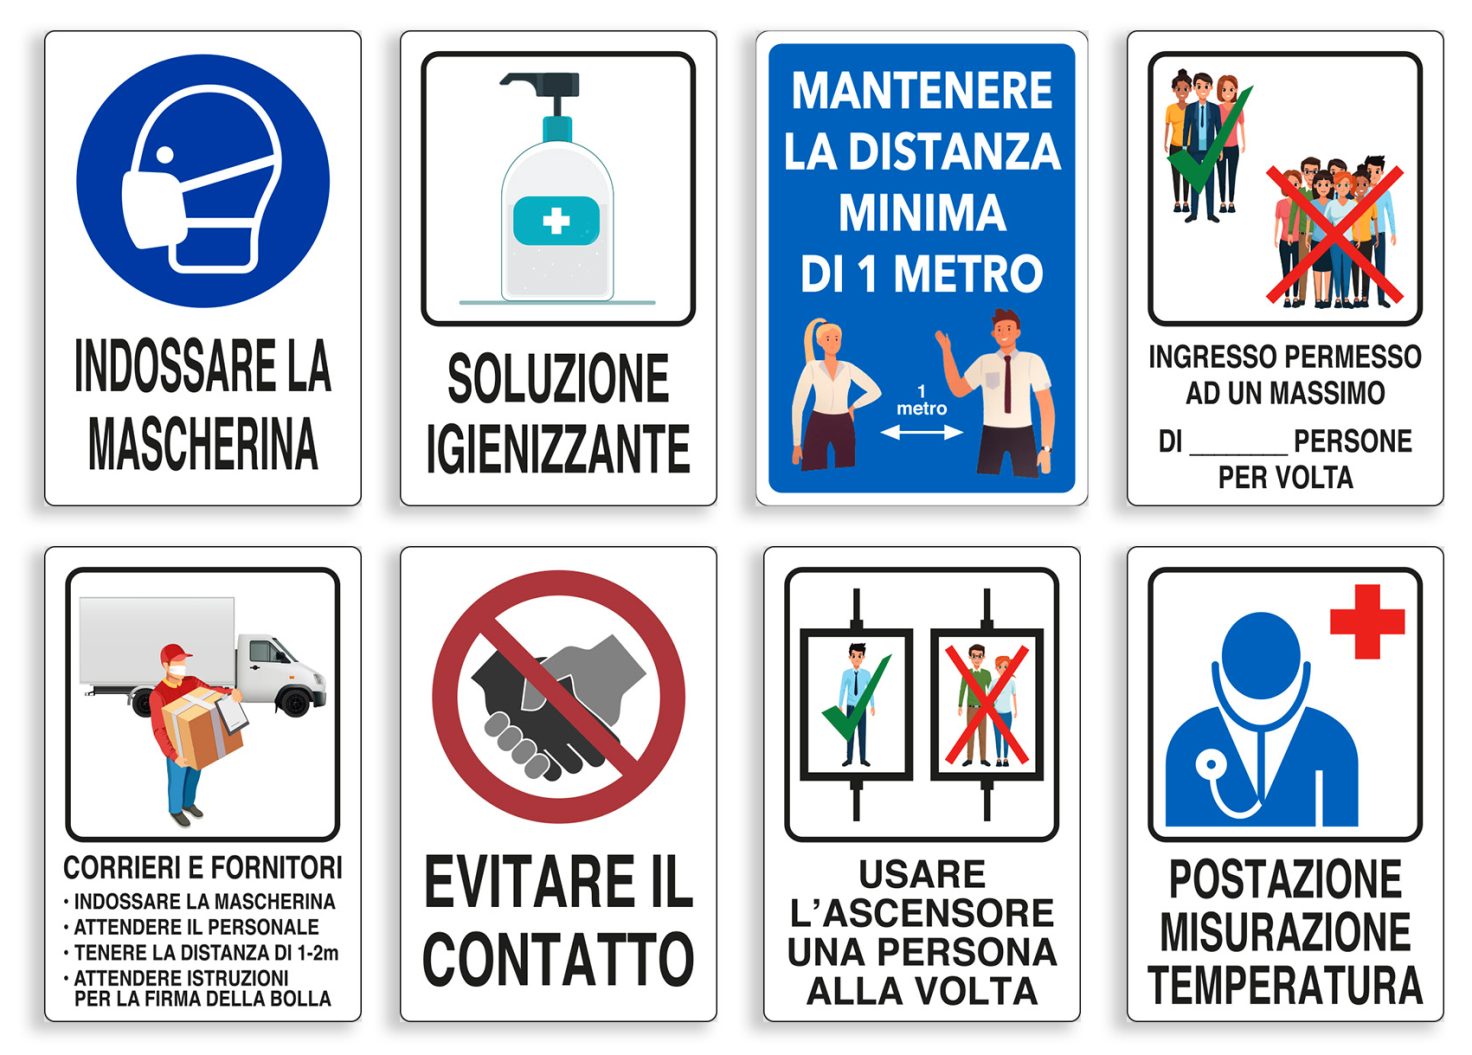 INDOSSARE LA
MASCHERINA
SOLUZIONE
IGIENIZZANTE
MANTENERE
LA DISTANZA
MINIMA
DI 1 METRO
1
metro
INGRESSO PERMESSO
AD UN MASSIMO
DI _______ PERSONE
PER VOLTA
CORRIERI E FORNITORI
• INDOSSARE LA MASCHERINA
• ATTENDERE IL PERSONALE
• TENERE LA DISTANZA DI 1-2m
• ATTENDERE ISTRUZIONI
PER LA FIRMA DELLA BOLLA
EVITARE IL
CONTATTO
USARE
L'ASCENSORE
UNA PERSONA
ALLA VOLTA
POSTAZIONE
MISURAZIONE
TEMPERATURA